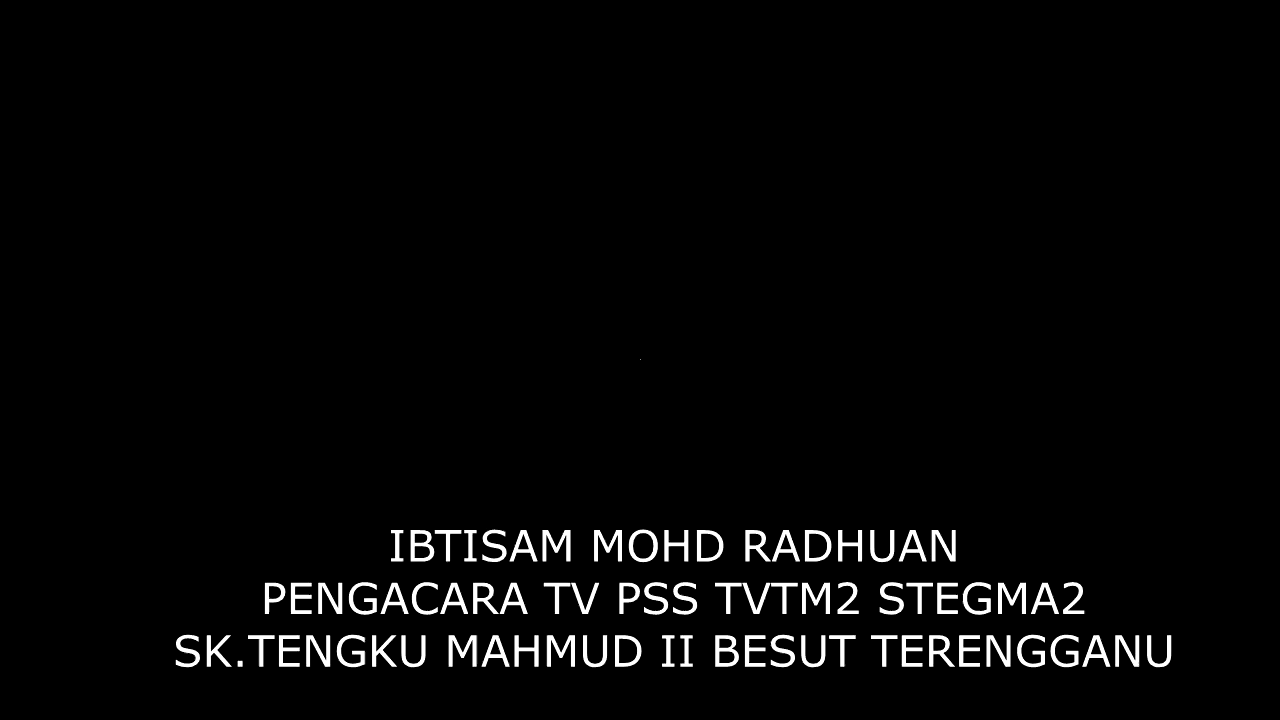 IBTISAM MOHD RADHUAN
PENGACARA TV PSS TVTM2 STEGMA2
SK.TENGKU MAHMUD II BESUT TERENGGANU